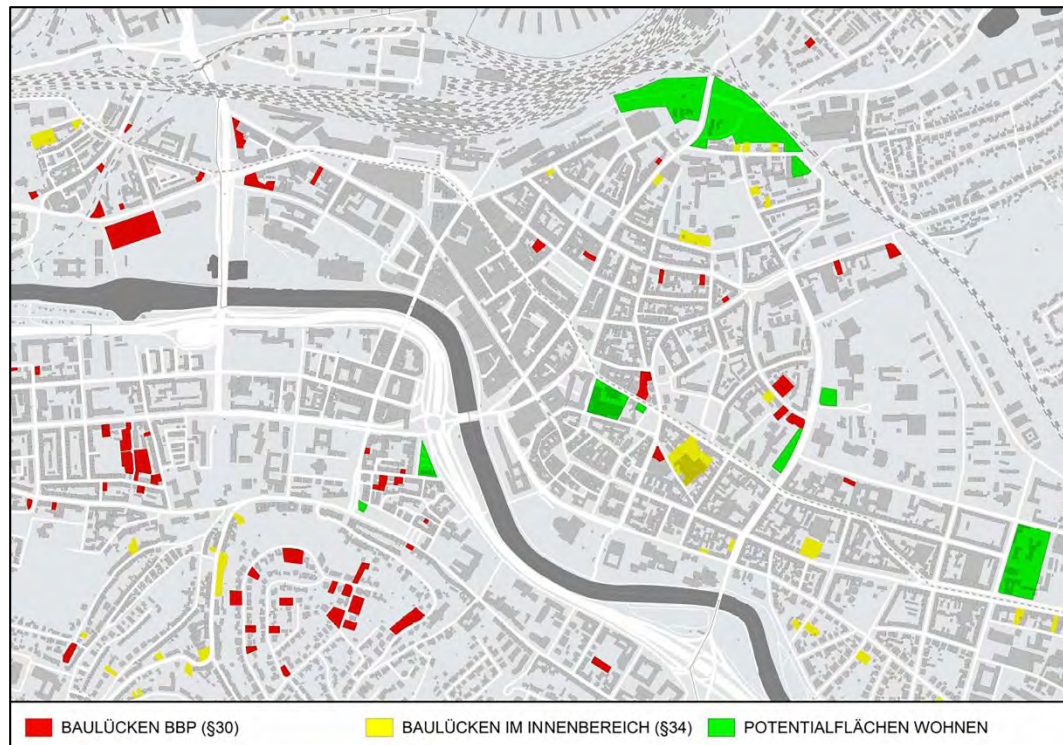 BAULÜCKEN BBP (§30)
BAULÜCKEN IM INNENBEREICH (§34)
POTENTIALFLÄCHEN WOHNEN